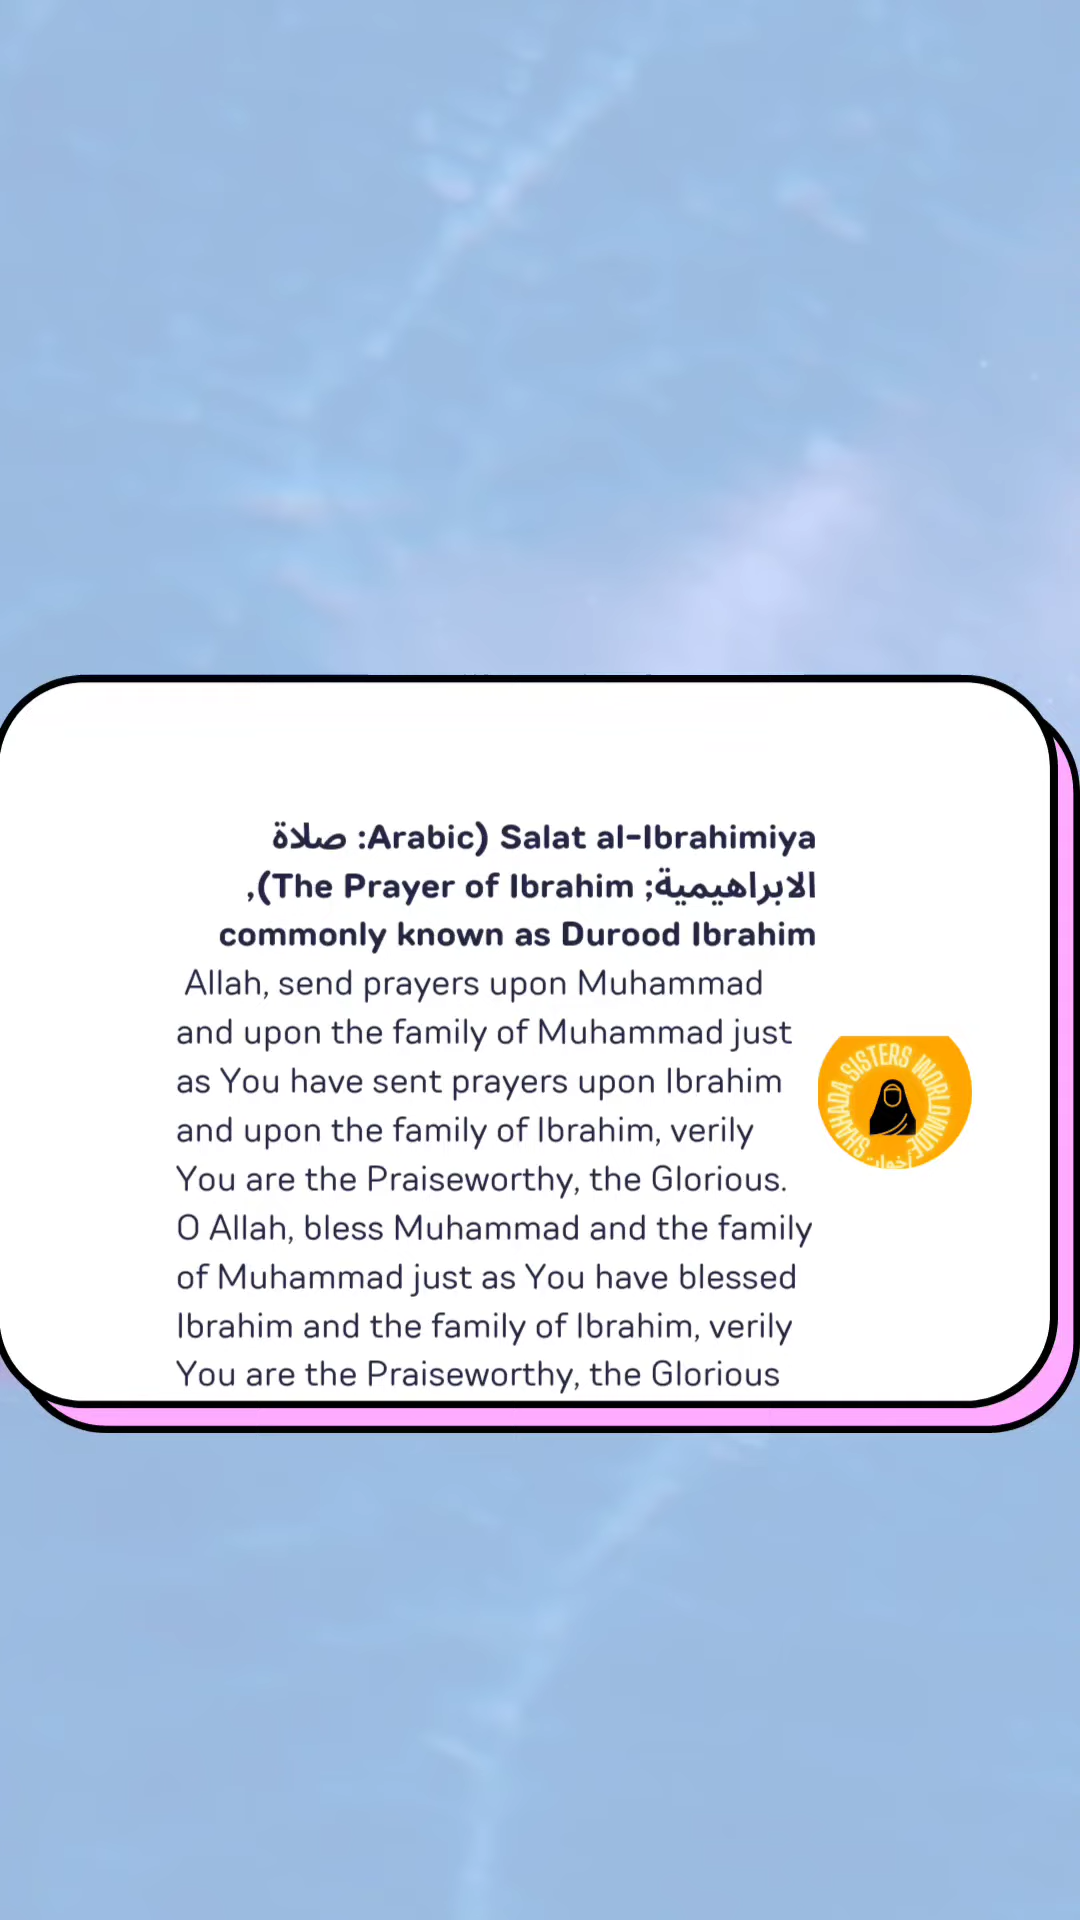 Salat al-Ibrahimiya (Arabic: صلاة
الابراهيمية; The Prayer of Ibrahim),
commonly known as Durood Ibrahim
Allah, send prayers upon Muhammad
and upon the family of Muhammad just
as You have sent prayers upon Ibrahim
and upon the family of Ibrahim, verily
You are the Praiseworthy, the Glorious.
O Allah, bless Muhammad and the family
of Muhammad just as You have blessed
Ibrahim and the family of Ibrahim, verily
You are the Praiseworthy, the Glorious
SHAHADA SISTERS WORLDWIDE